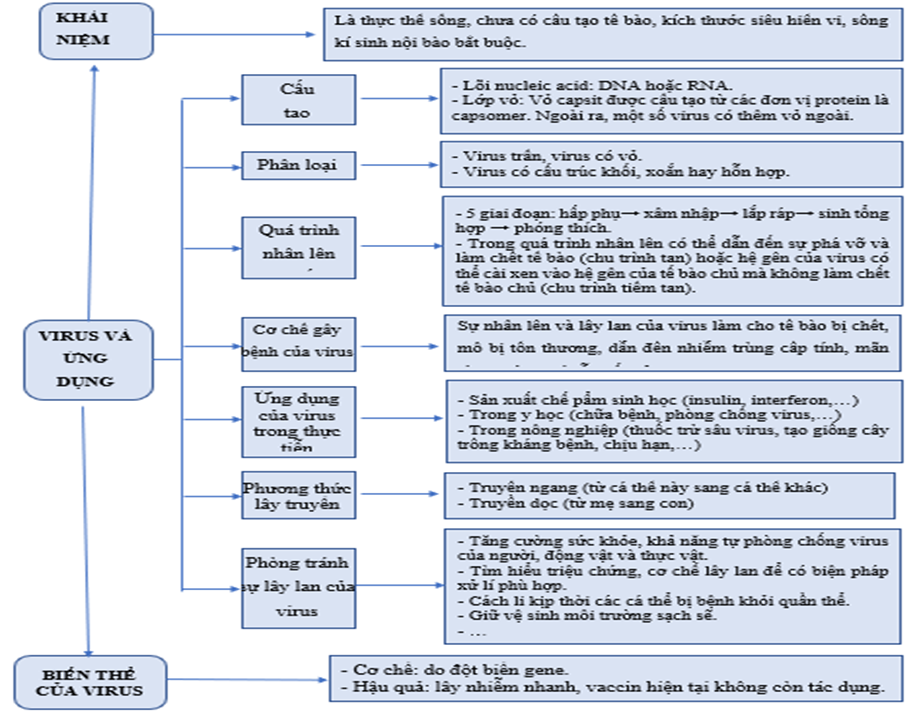 KHÁI
NIỆM
Là thực thể sống, chưa có cấu tạo tế bào, kích thước siêu hiển vi, sống
kí sinh nội bào bắt buộc.
Cấu
tạo
- Lõi nucleic acid: DNA hoặc RNA.
- Lớp vỏ: Vỏ capsit được cấu tạo từ các đơn vị protein là
capsomer. Ngoài ra, một số virus có thêm vỏ ngoài.
Phân loại
- Virus trần, virus có vỏ.
- Virus có cấu trúc khối, xoắn hay hỗn hợp.
Quá trình
nhân lên
- 5 giai đoạn: hấp phụ→ xâm nhập→ lắp ráp→ sinh tổng
hợp → phóng thích.
- Trong quá trình nhân lên có thể dẫn đến sự phá vỡ và
làm chết tế bào (chu trình tan) hoặc hệ gên của virus có
thể cài xen vào hệ gên của tế bào chủ mà không làm chết
tế bào chủ (chu trình tiềm tan).
VIRUS VÀ
ỨNG
DỤNG
Cơ chế gây
bệnh của virus
Sự nhân lên và lây lan của virus làm cho tế bào bị chết,
mô bị tổn thương, dẫn đến nhiễm trùng cấp tính, mãn
Ứng dụng
của virus
trong thực
tiễn
- Sản xuất chế phẩm sinh học (insulin, interferon,…)
- Trong y học (chữa bệnh, phòng chống virus,…)
- Trong nông nghiệp (thuốc trừ sâu virus, tạo giống cây
trồng kháng bệnh, chịu hạn,…)
Phương thức
lây truyền
- Truyền ngang (từ cá thể này sang cá thể khác)
- Truyền dọc (từ mẹ sang con)
Phòng tránh
sự lây lan của
virus
- Tăng cường sức khỏe, khả năng tự phòng chống virus
của người, động vật và thực vật.
- Tìm hiểu triệu chứng, cơ chế lây lan để có biện pháp
xử lí phù hợp.
- Cách li kịp thời các cá thể bị bệnh khỏi quần thể.
- Giữ vệ sinh môi trường sạch sẽ.
- …
BIẾN THỂ
CỦA VIRUS
- Cơ chế: do đột biến gene.
- Hậu quả: lây nhiễm nhanh, vaccin hiện tại không còn tác dụng.